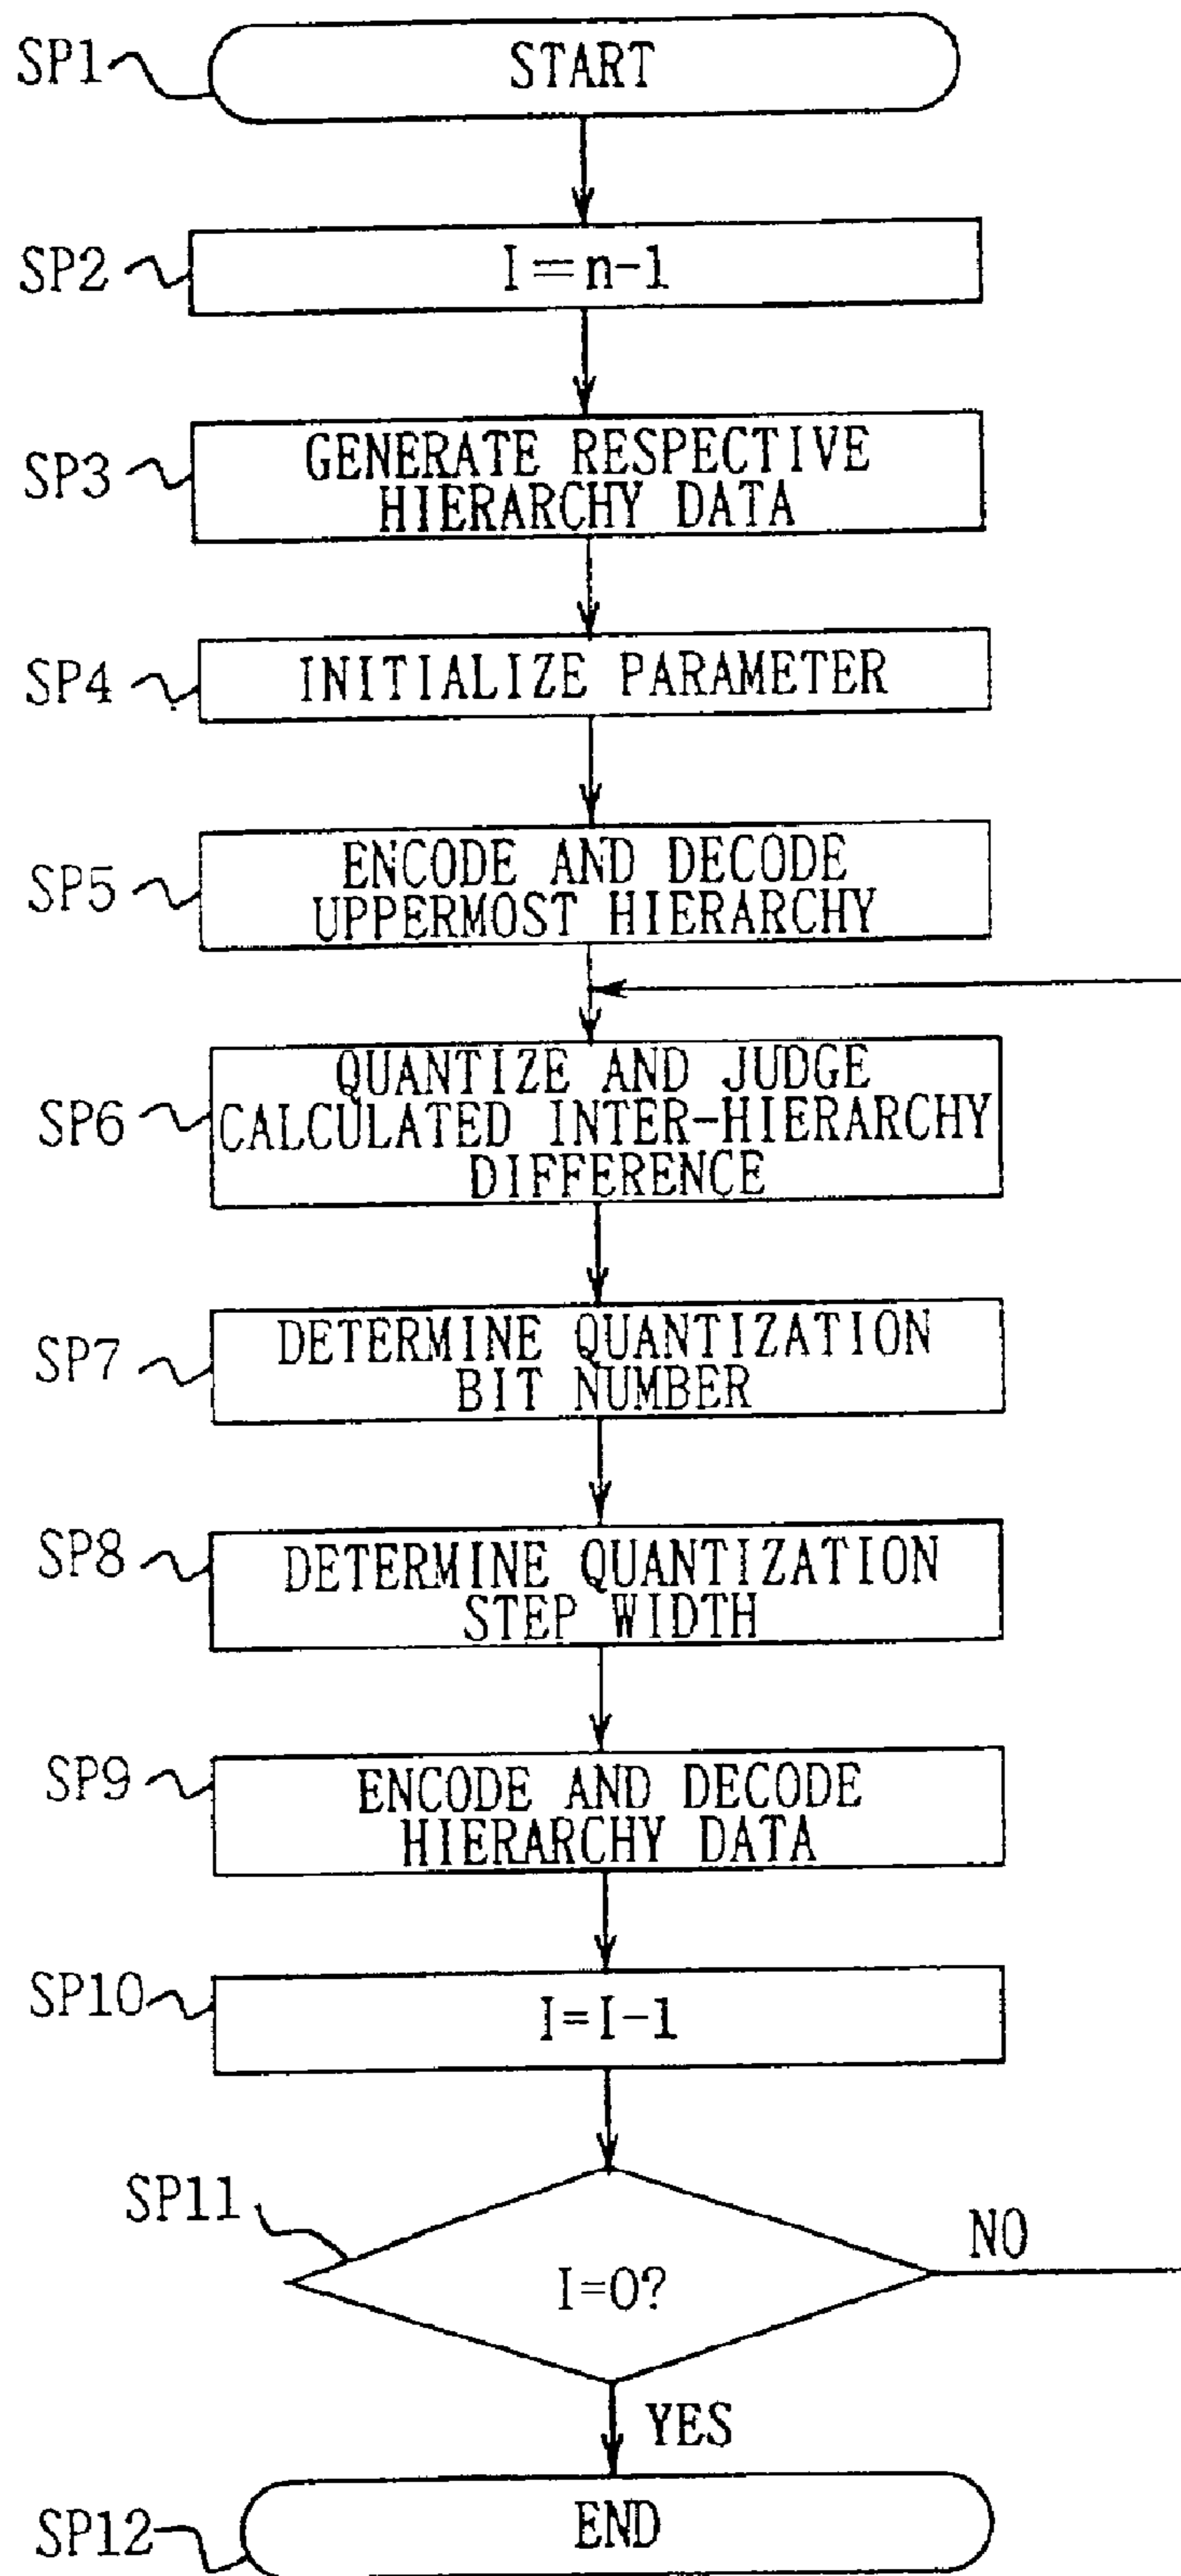 SP1
START
SP2
I=n-1
SP3
GENERATE RESPECTIVE
HIERARCHY DATA
SP4
INITIALIZE PARAMETER
SP5
ENCODE AND DECODE
UPPERMOST HIERARCHY
SP6
QUANTIZE AND JUDGE
CALCULATED INTER-HIERARCHY
DIFFERENCE
SP7
DETERMINE QUANTIZATION
BIT NUMBER
SP8
DETERMINE QUANTIZATION
STEP WIDTH
SP9
ENCODE AND DECODE
HIERARCHY DATA
SP10
I=I-1
SP11
I=0?
NO
YES
SP12
END